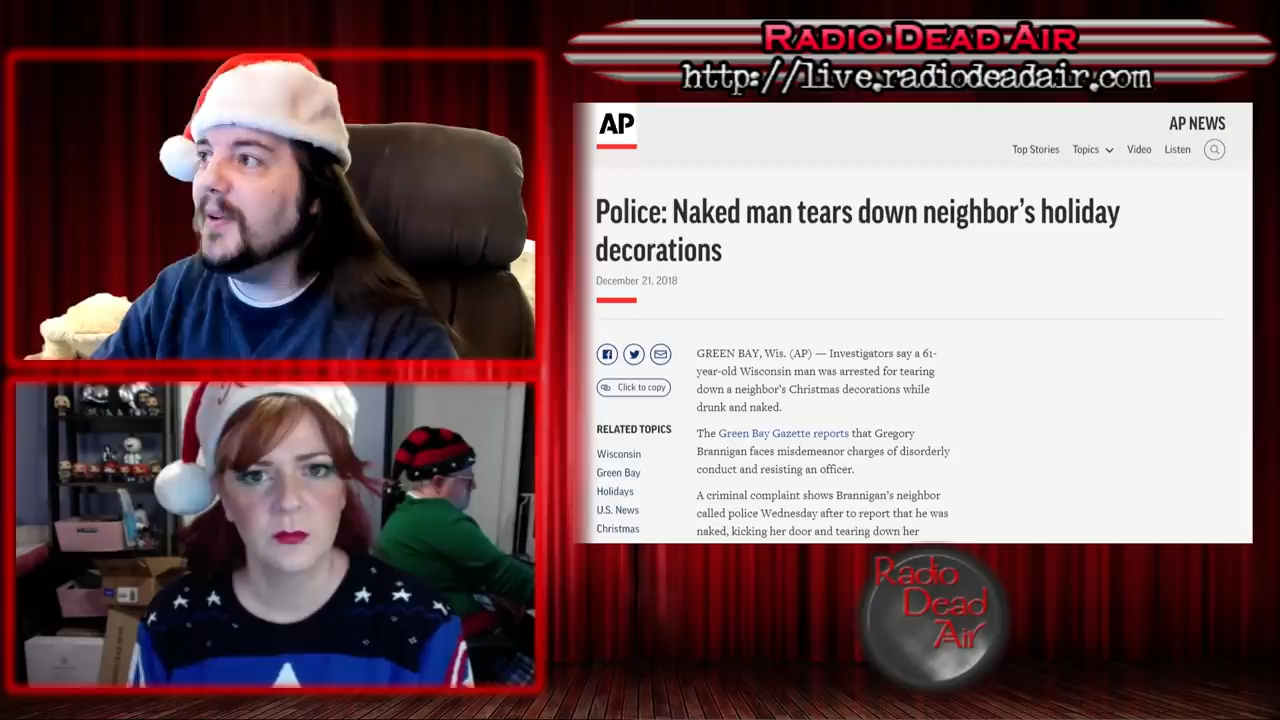 RADIO DEAD AIR
http://live.radiodeadair.com
AP
AP NEWS
Top Stories Topics Video Listen
Police: Naked man tears down neighbor's holiday
decorations
December 21, 2018
GREEN BAY, Wis. (AP) — Investigators say a 61-
year-old Wisconsin man was arrested for tearing
down a neighbor's Christmas decorations while
drunk and naked.
Click to copy
The Green Bay Gazette reports that Gregory
Brannigan faces misdemeanor charges of disorderly
conduct and resisting an officer.
A criminal complaint shows Brannigan's neighbor
called police Wednesday after to report that he was
naked, kicking her door and tearing down her
RELATED TOPICS
Wisconsin
Green Bay
Holidays
U.S. News
Christmas
Radio
Dead
Air